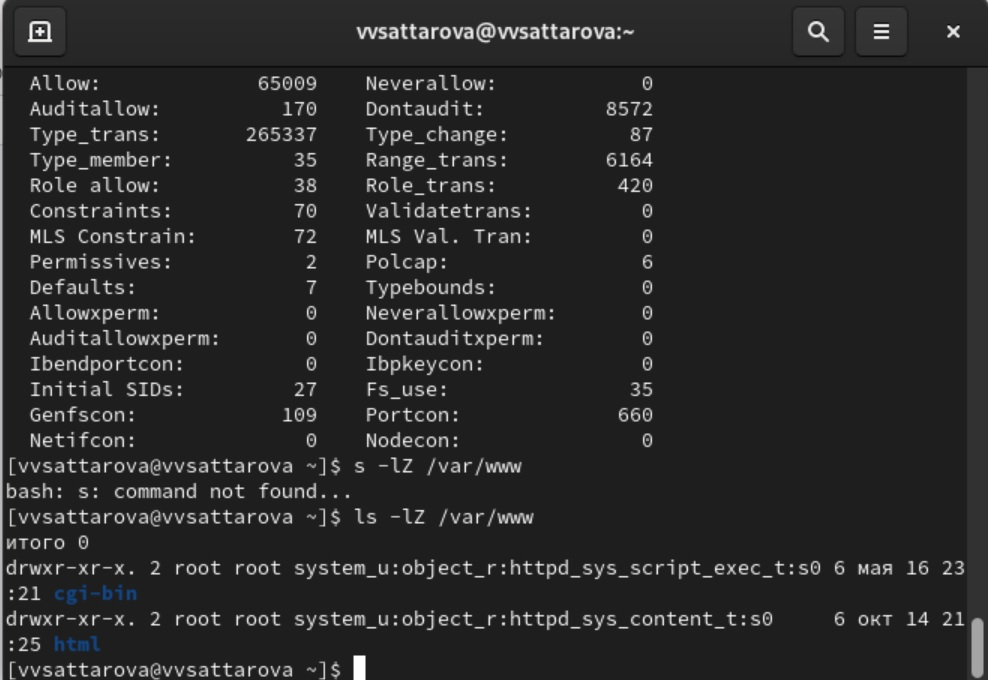 vvsattarova@vvsattarova:~
Allow: 65009 Neverallow: 0
Auditallow: 170 Dontaudit: 8572
Type_trans: 265337 Type_change: 87
Type_member: 35 Range_trans: 6164
Role allow: 38 Role_trans: 420
Constraints: 70 Validatetrans: 0
MLS Constrain: 72 MLS Val. Tran: 0
Permissives: 2 Polcap: 6
Defaults: 7 Typebounds: 0
Allowxperm: 0 Neverallowxperm: 0
Auditallowxperm: 0 Dontauditxperm: 0
Ibendportcon: 0 Ibpkeycon: 0
Initial SIDs: 27 Fs_use: 35
Genfscon: 109 Portcon: 660
Netifcon: 0 Nodecon: 0
[vvsattarova@vvsattarova ~]$ s -lZ /var/www
bash: s: command not found...
[vvsattarova@vvsattarova ~]$ ls -lZ /var/www
итого 0
drwxr-xr-x. 2 root root system_u:object_r:httpd_sys_script_exec_t:s0 6 мая 16 23
:21 cgi-bin
drwxr-xr-x. 2 root root system_u:object_r:httpd_sys_content_t:s0 6 окт 14 21
:25 html
[vvsattarova@vvsattarova ~]$